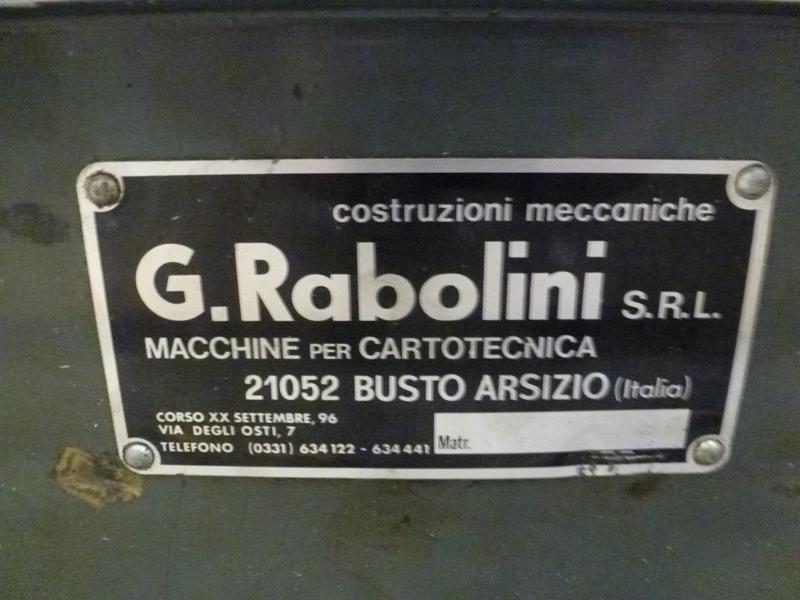 costruzioni meccaniche
G.Rabolini S.R.L.
MACCHINE PER CARTOTECNICA
21052 BUSTO ARSIZIO (Italia)
CORSO XX SETTEMBRE, 96
VIA DEGLI OSTI, 7
TELEFONO (0331) 634122 - 634441
Matr.